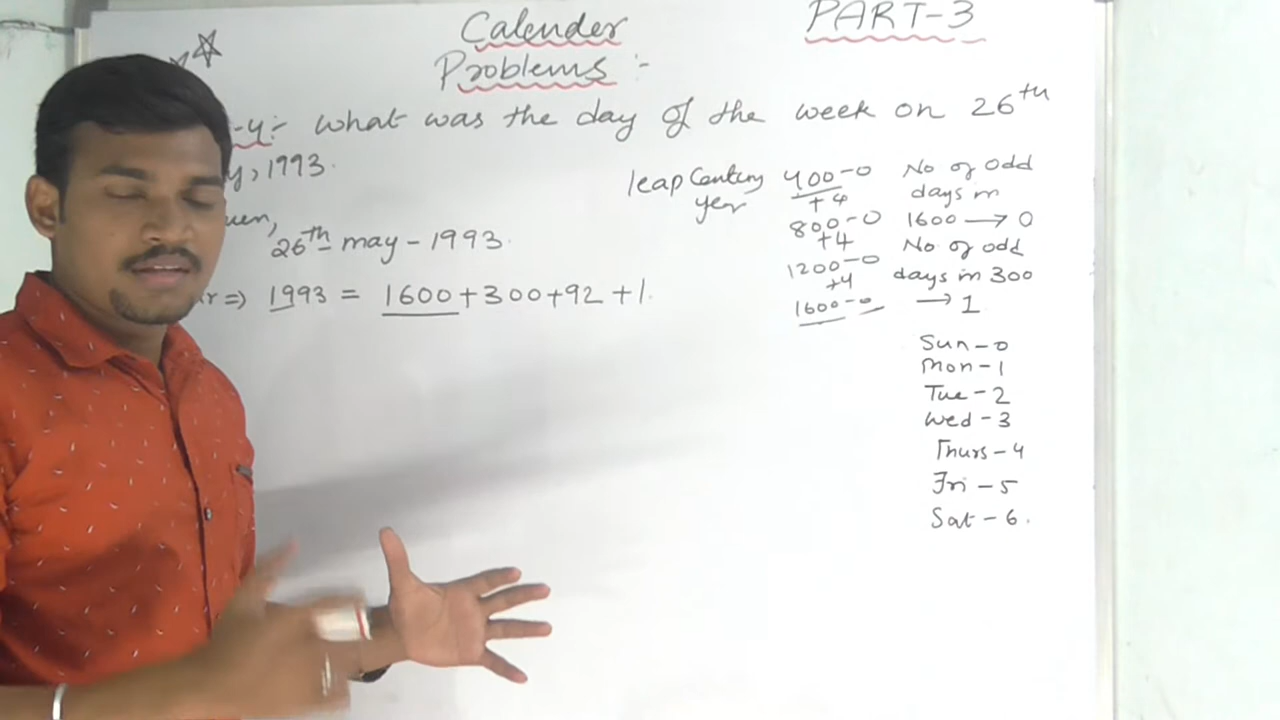 Calender
PART-3
Problems :-
-4:- what was the day of the week on 26th
y, 1993.
leap Century
yer
400-0
+4
800-0
+4
1200-0
+4
1600-0
No of odd
days in
1600 → 0
No of odd
days in 300
→ 1
uen,
26th may - 1993.
r ⇒ 1993 = 1600+300+92+1.
Sun-0
Mon-1
Tue-2
Wed-3
Thurs-4
Fri-5
Sat-6.